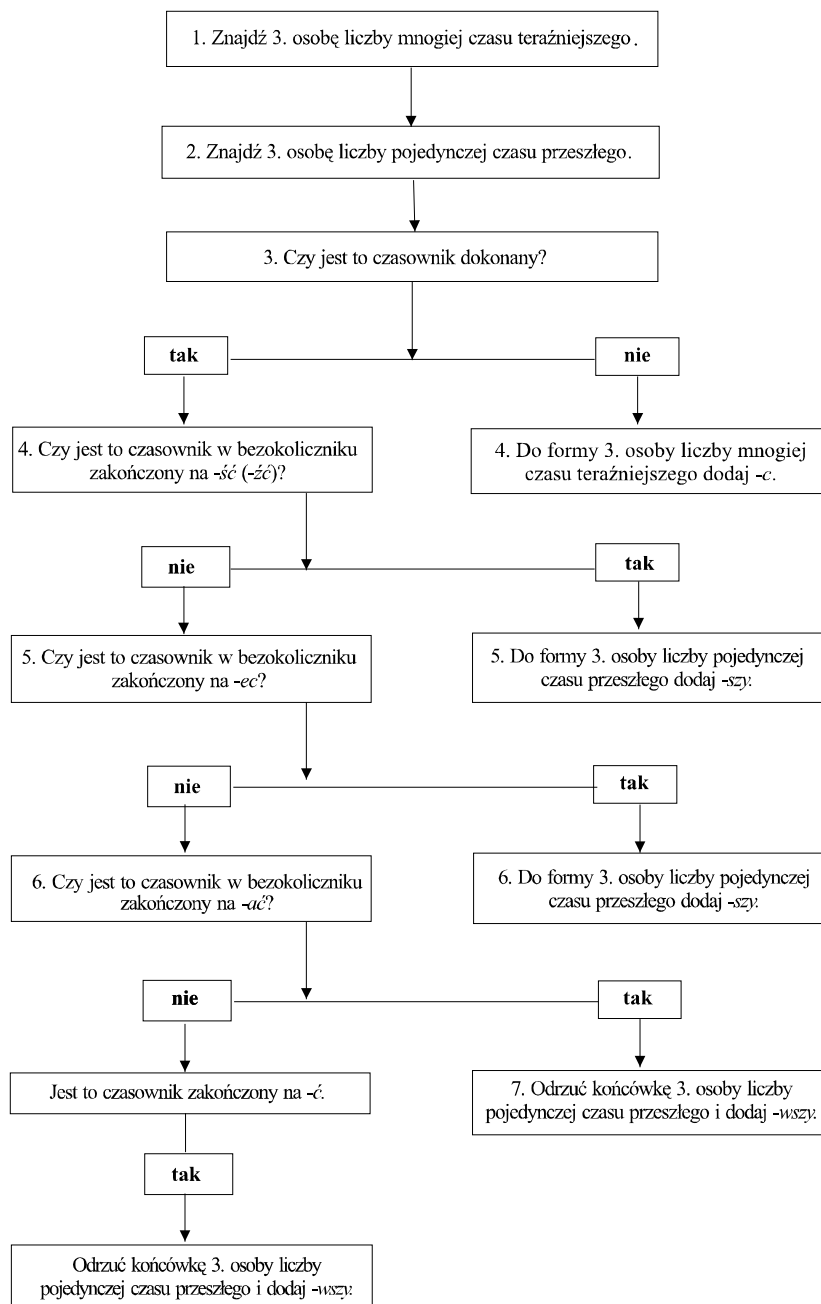 1. Znajdź 3. osobę liczby mnogiej czasu teraźniejszego.
2. Znajdź 3. osobę liczby pojedynczej czasu przeszłego.
3. Czy jest to czasownik dokonany?
tak
nie
4. Czy jest to czasownik w bezokoliczniku
zakończony na -ść (-źć)?
4. Do formy 3. osoby liczby mnogiej
czasu teraźniejszego dodaj -c.
nie
tak
5. Czy jest to czasownik w bezokoliczniku
zakończony na -ec?
5. Do formy 3. osoby liczby pojedynczej
czasu przeszłego dodaj -szy.
nie
tak
6. Czy jest to czasownik w bezokoliczniku
zakończony na -ać?
6. Do formy 3. osoby liczby pojedynczej
czasu przeszłego dodaj -szy.
nie
tak
Jest to czasownik zakończony na -ć.
7. Odrzuć końcówkę 3. osoby liczby
pojedynczej czasu przeszłego i dodaj -wszy.
tak
Odrzuć końcówkę 3. osoby liczby
pojedynczej czasu przeszłego i dodaj -wszy.